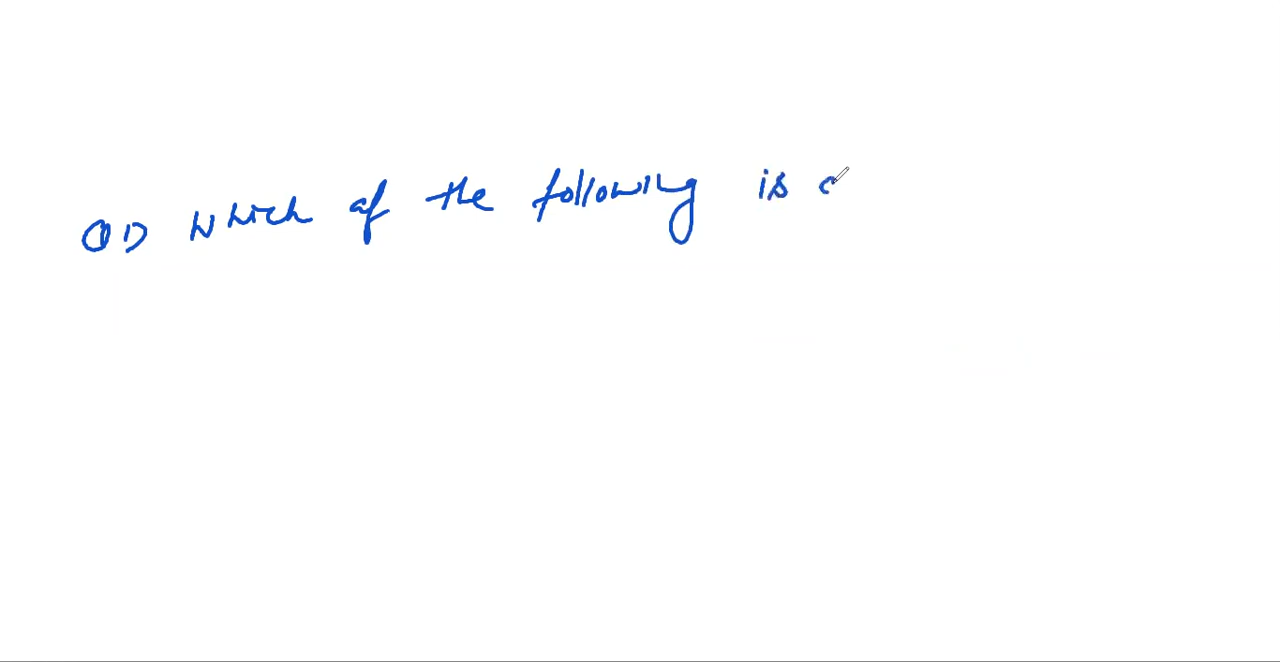 Q1) Which of the following is